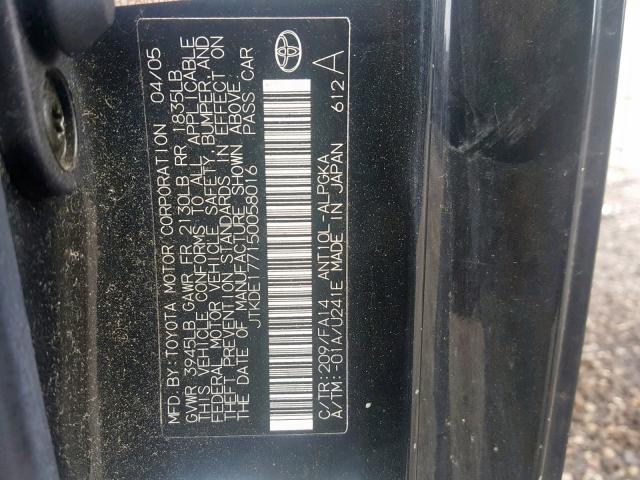 MFD. BY: TOYOTA MOTOR CORPORATION 04/05
GVWR 3945LB GAWR FR 2130LB RR 1835LB
THIS VEHICLE CONFORMS TO ALL APPLICABLE
FEDERAL MOTOR VEHICLE SAFETY, BUMPER, AND
THEFT PREVENTION STANDARDS IN EFFECT ON
THE DATE OF MANUFACTURE SHOWN ABOVE.
JTKDE177150058016 PASS CAR
C/TR: 209/FA14 ANT10L-ALPGKA
A/TM: -01A/U241E MADE IN JAPAN 612 A